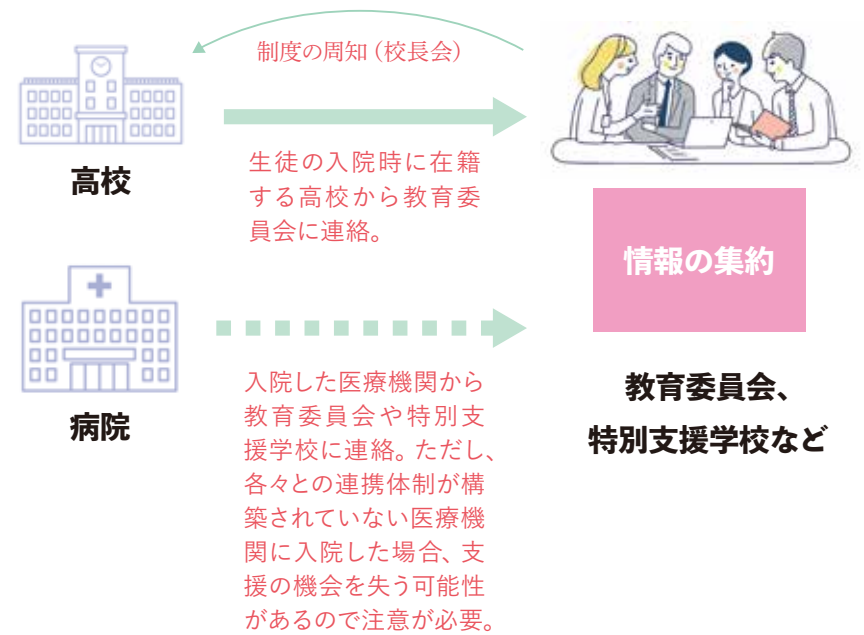 制度の周知（校長会）
高校
生徒の入院時に在籍
する高校から教育委
員会に連絡。
情報の集約
病院
入院した医療機関から
教育委員会や特別支
援学校に連絡。ただし、
各々との連携体制が構
築されていない医療機
関に入院した場合、支
援の機会を失う可能性
があるので注意が必要。
教育委員会、
特別支援学校など